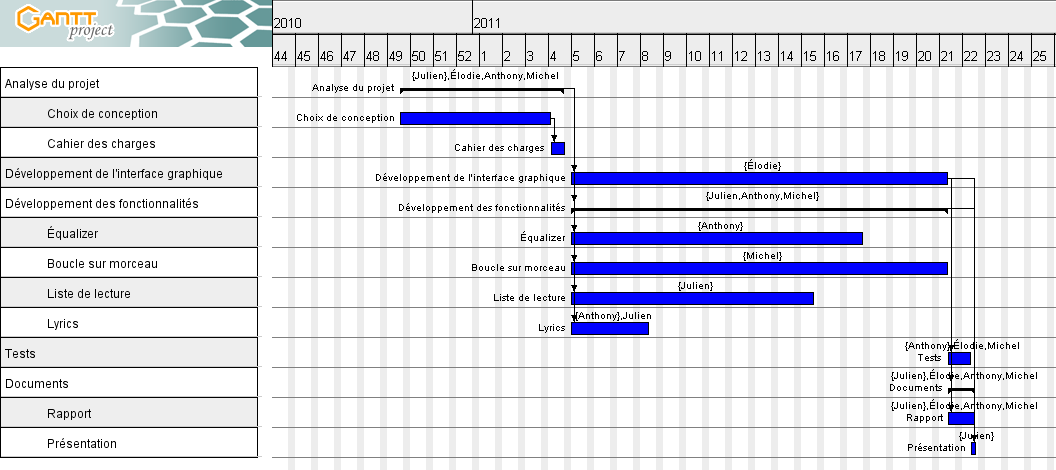 GANTT
project
2010 2011
44 45 46 47 48 49 50 51 52 1 2 3 4 5 6 7 8 9 10 11 12 13 14 15 16 17 18 19 20 21 22 23 24 25
Analyse du projet
{Julien},Élodie,Anthony,Michel
Analyse du projet
Choix de conception
Choix de conception
Cahier des charges
Cahier des charges
Développement de l'interface graphique
{Élodie}
Développement de l'interface graphique
Développement des fonctionnalités
{Julien,Anthony,Michel}
Développement des fonctionnalités
Équalizer
{Anthony}
Équalizer
Boucle sur morceau
{Michel}
Boucle sur morceau
Liste de lecture
{Julien}
Liste de lecture
Lyrics
{Anthony},Julien
Lyrics
Tests
{Anthony},Élodie,Michel
Tests
Documents
{Julien},Élodie,Anthony,Michel
Documents
Rapport
{Julien},Élodie,Anthony,Michel
Rapport
Présentation
{Julien}
Présentation